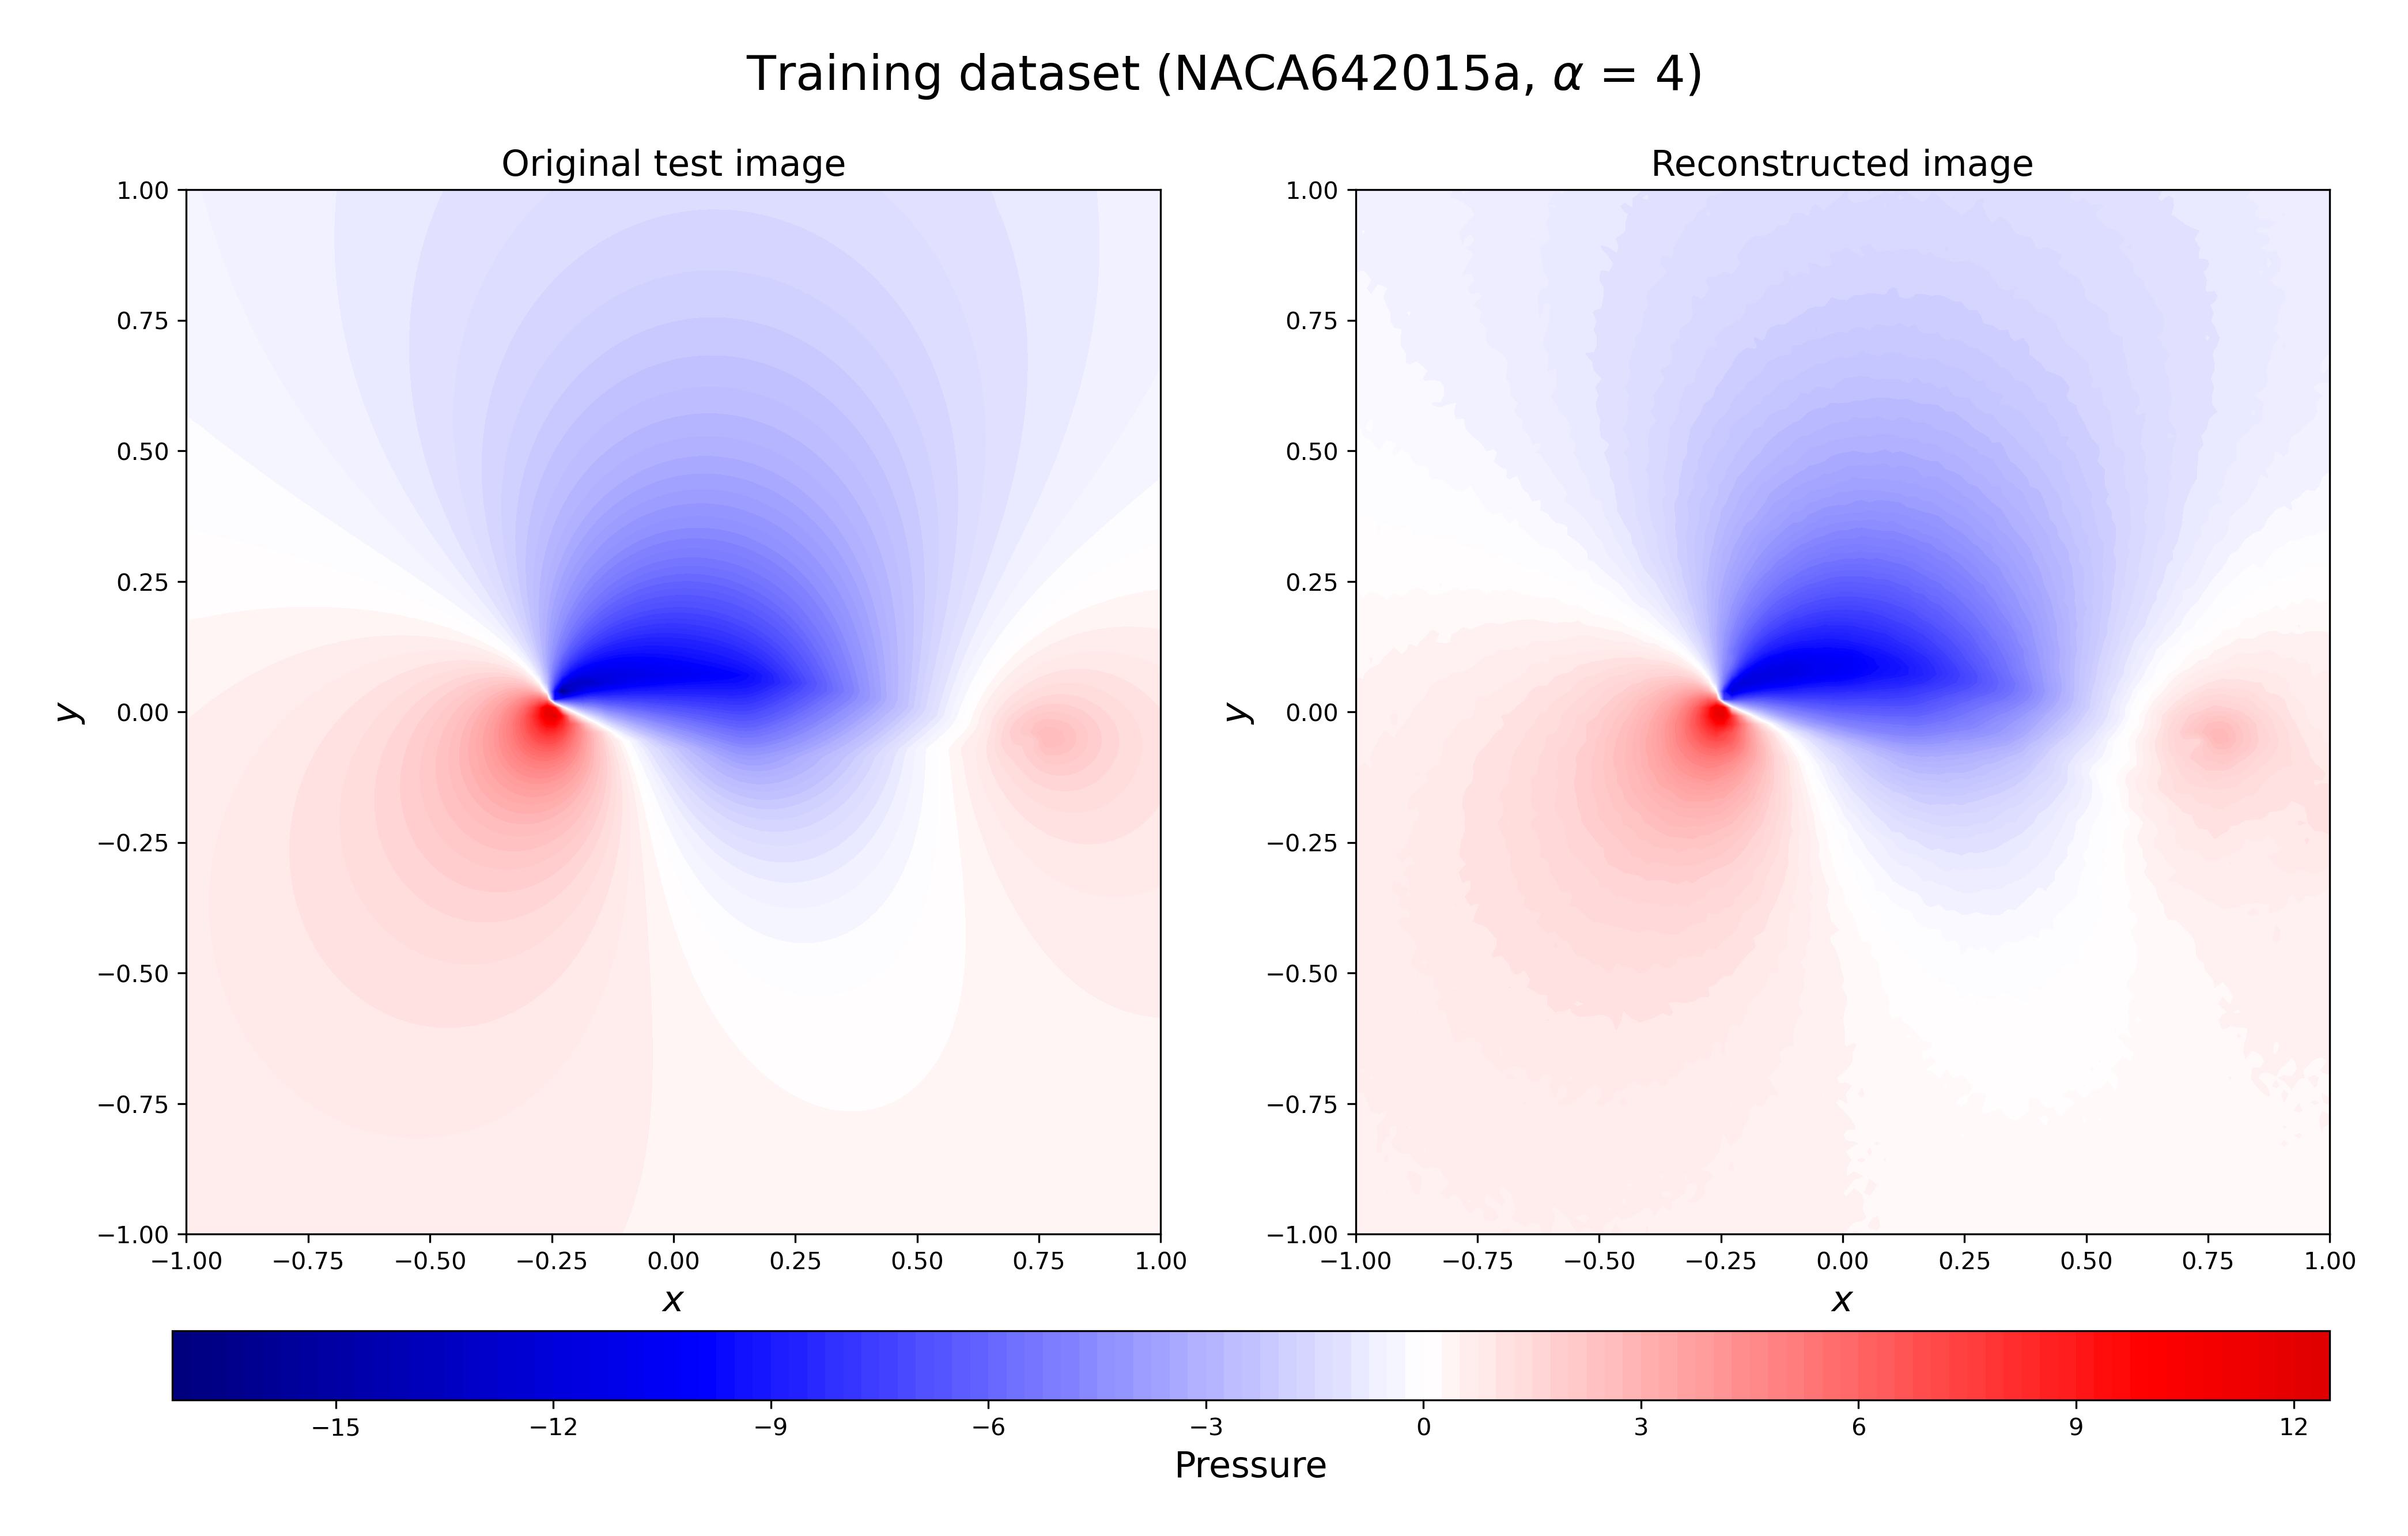 Training dataset (NACA642015a, α = 4)
Original test image
Reconstructed image
1.00
0.75
0.50
0.25
0.00
−0.25
−0.50
−0.75
−1.00
y
−1.00 −0.75 −0.50 −0.25 0.00 0.25 0.50 0.75 1.00
x
1.00
0.75
0.50
0.25
0.00
−0.25
−0.50
−0.75
−1.00
y
−1.00 −0.75 −0.50 −0.25 0.00 0.25 0.50 0.75 1.00
x
−15 −12 −9 −6 −3 0 3 6 9 12
Pressure